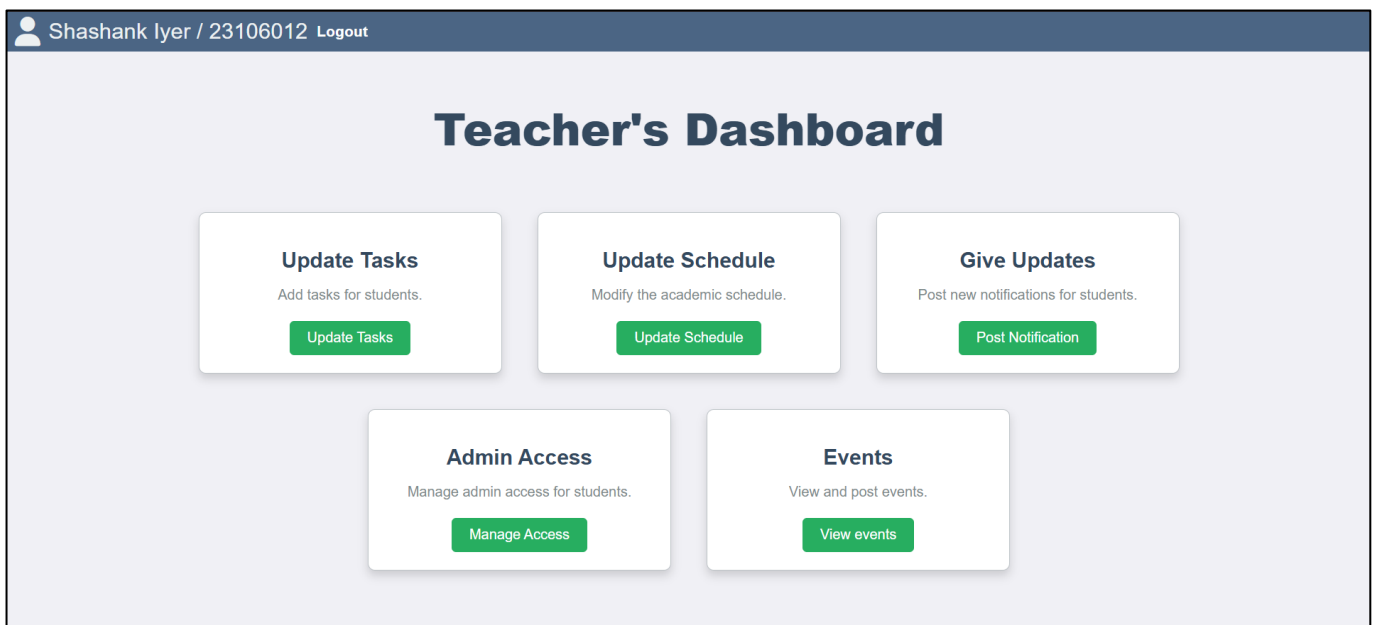 Shashank Iyer / 23106012 Logout
Teacher's Dashboard
Update Tasks
Add tasks for students.
Update Tasks
Update Schedule
Modify the academic schedule.
Update Schedule
Give Updates
Post new notifications for students.
Post Notification
Admin Access
Manage admin access for students.
Manage Access
Events
View and post events.
View events